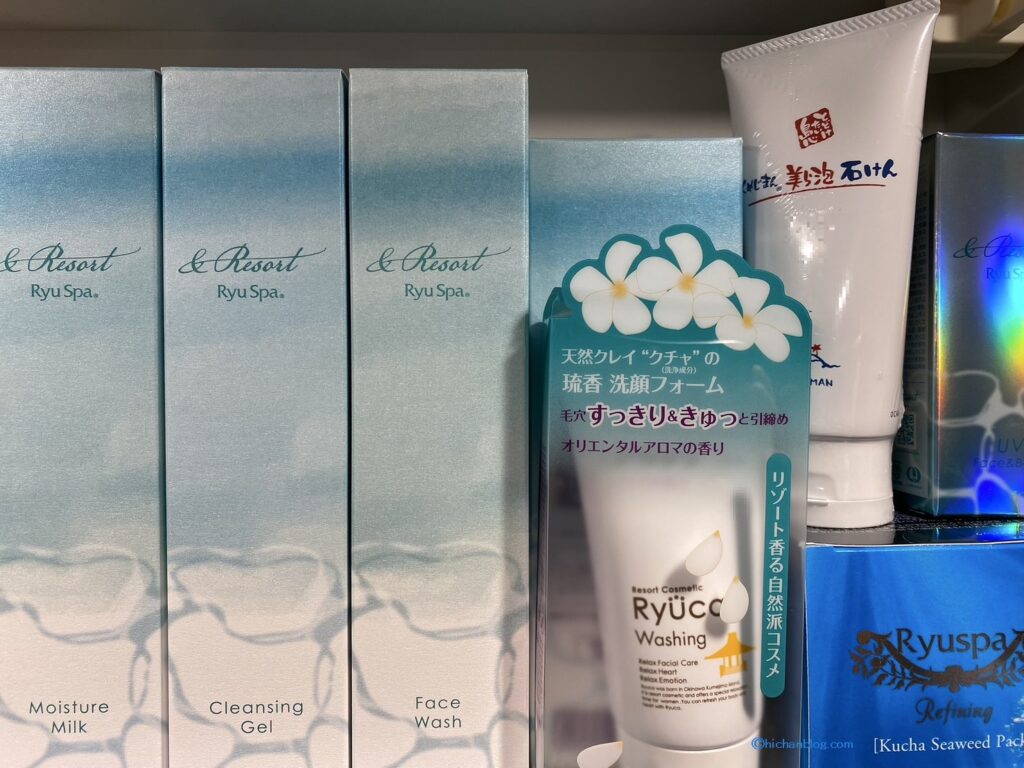 & Resort
Ryu Spa®
Moisture
Milk
& Resort
Ryu Spa®
Cleansing
Gel
& Resort
Ryu Spa®
Face
Wash
天然クレイ “クチャ” の
(洗浄成分)
琉香 洗顔フォーム
毛穴 すっきり&きゅっと引締め
オリエンタルアロマの香り
リゾート香る自然派コスメ
Resort Cosmetic
Ryüca
Washing
Relax Facial Care
Relax Heart
Relax Emotion
美ら泡 石けん
MAN
UV
Ryuspa
Refining
[Kucha Seaweed Pack
©hichanblog.com